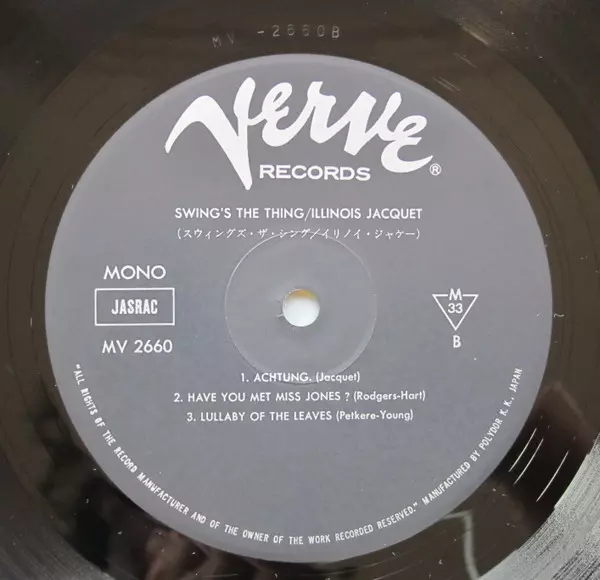 MV-2660B
Verve
RECORDS
®
SWING'S THE THING/ILLINOIS JACQUET
(スウィングズ・ザ・シング/イリノイ・ジャケー)
MONO
JASRAC
MV 2660
M
33
B
1. ACHTUNG. (Jacquet)
2. HAVE YOU MET MISS JONES ? (Rodgers-Hart)
3. LULLABY OF THE LEAVES (Petkere-Young)
"ALL RIGHTS OF THE RECORD MANUFACTURER AND OF THE OWNER OF THE WORK RECORDED RESERVED." MANUFACTURED BY POLYDOR K. K., JAPAN